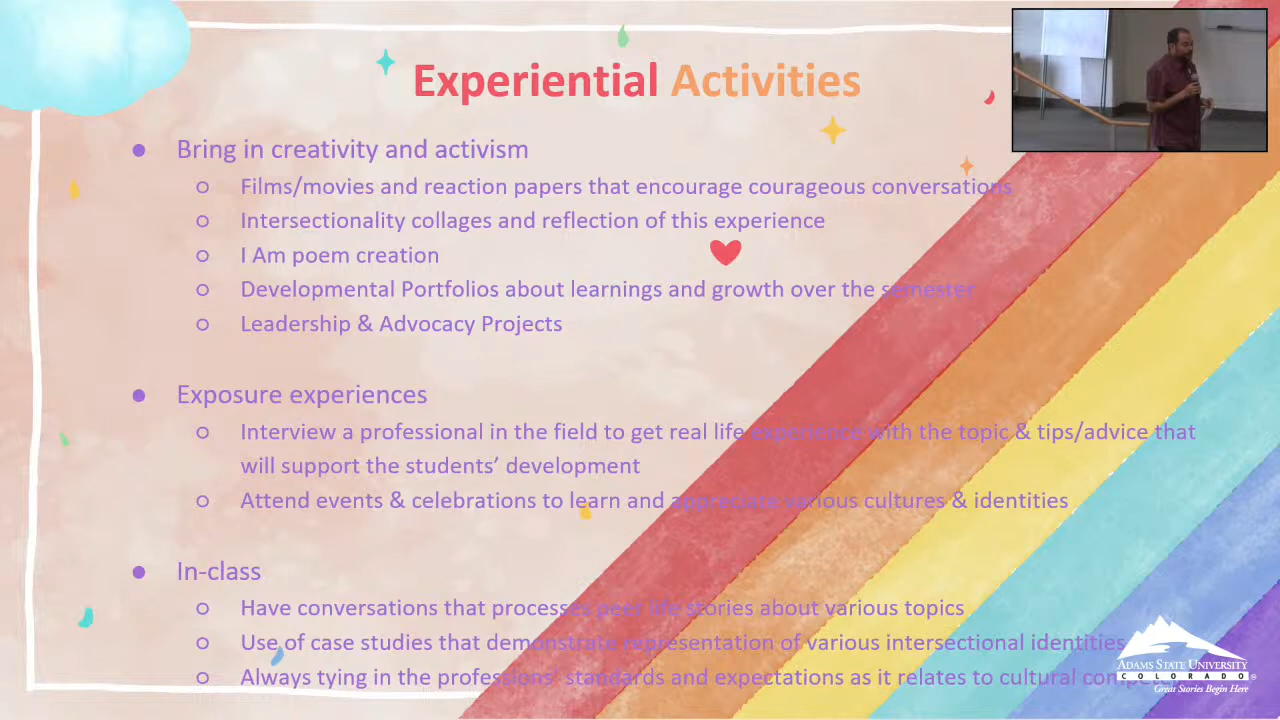 Experiential Activities
● Bring in creativity and activism
○ Films/movies and reaction papers that encourage courageous conversations
○ Intersectionality collages and reflection of this experience
○ I Am poem creation
○ Developmental Portfolios about learnings and growth over the semester
○ Leadership & Advocacy Projects
● Exposure experiences
○ Interview a professional in the field to get real life experience with the topic & tips/advice that
will support the students’ development
○ Attend events & celebrations to learn and appreciate various cultures & identities
● In-class
○ Have conversations that processes peer life stories about various topics
○ Use of case studies that demonstrate representation of various intersectional identities
○ Always tying in the professions’ standards and expectations as it relates to cultural
ADAMS STATE UNIVERSITY
COLORADO®
Great Stories Begin Here